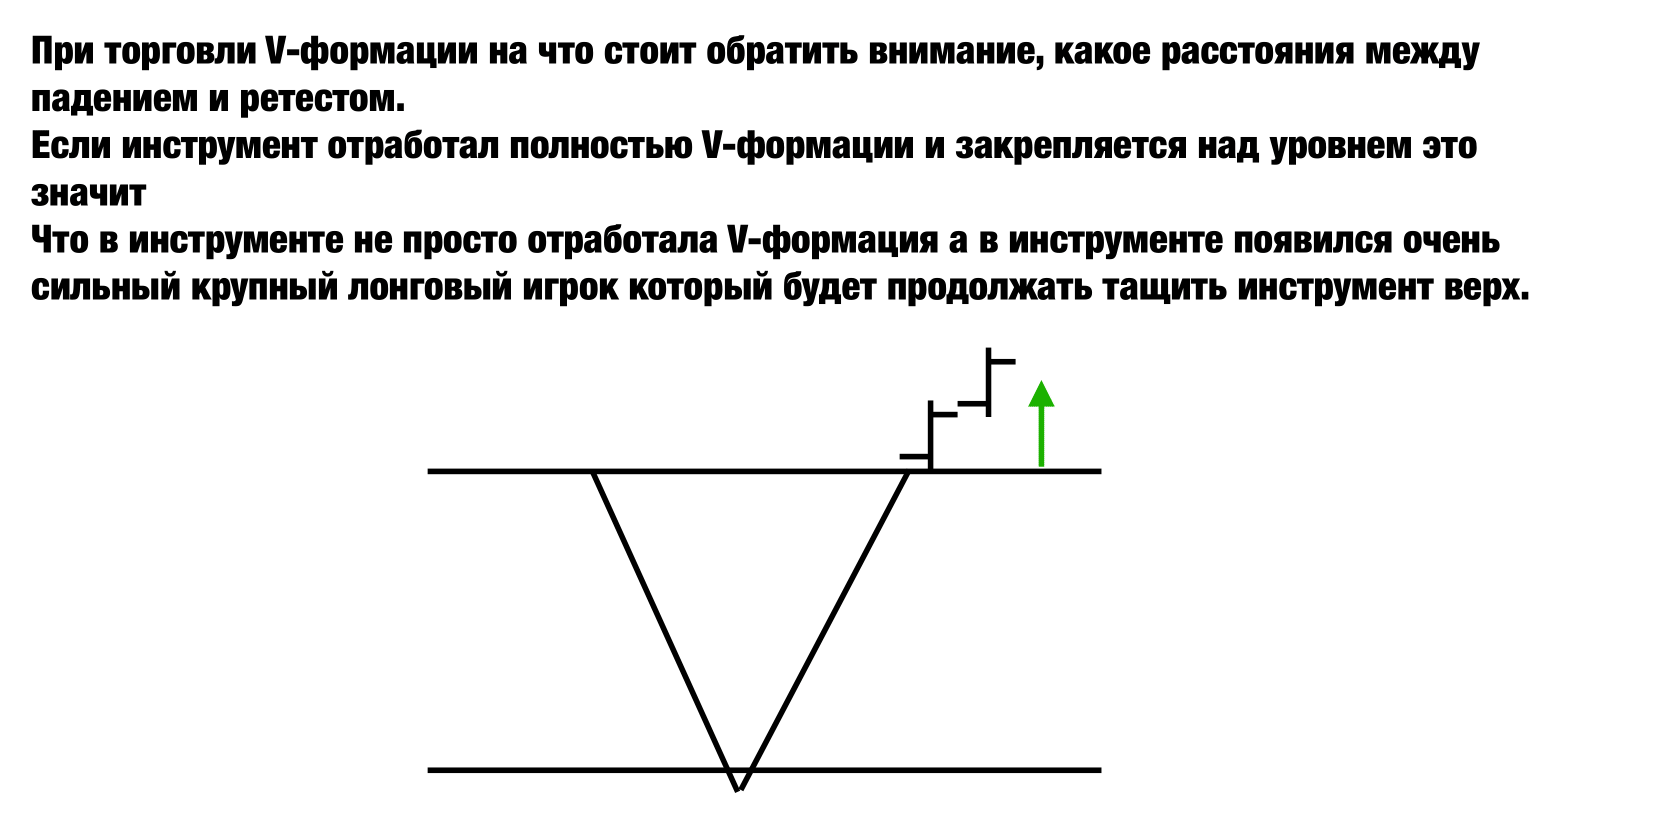 При торговли V-формации на что стоит обратить внимание, какое расстояния между
падением и ретестом.
Если инструмент отработал полностью V-формации и закрепляется над уровнем это
значит
Что в инструменте не просто отработала V-формация а в инструменте появился очень
сильный крупный лонговый игрок который будет продолжать тащить инструмент верх.